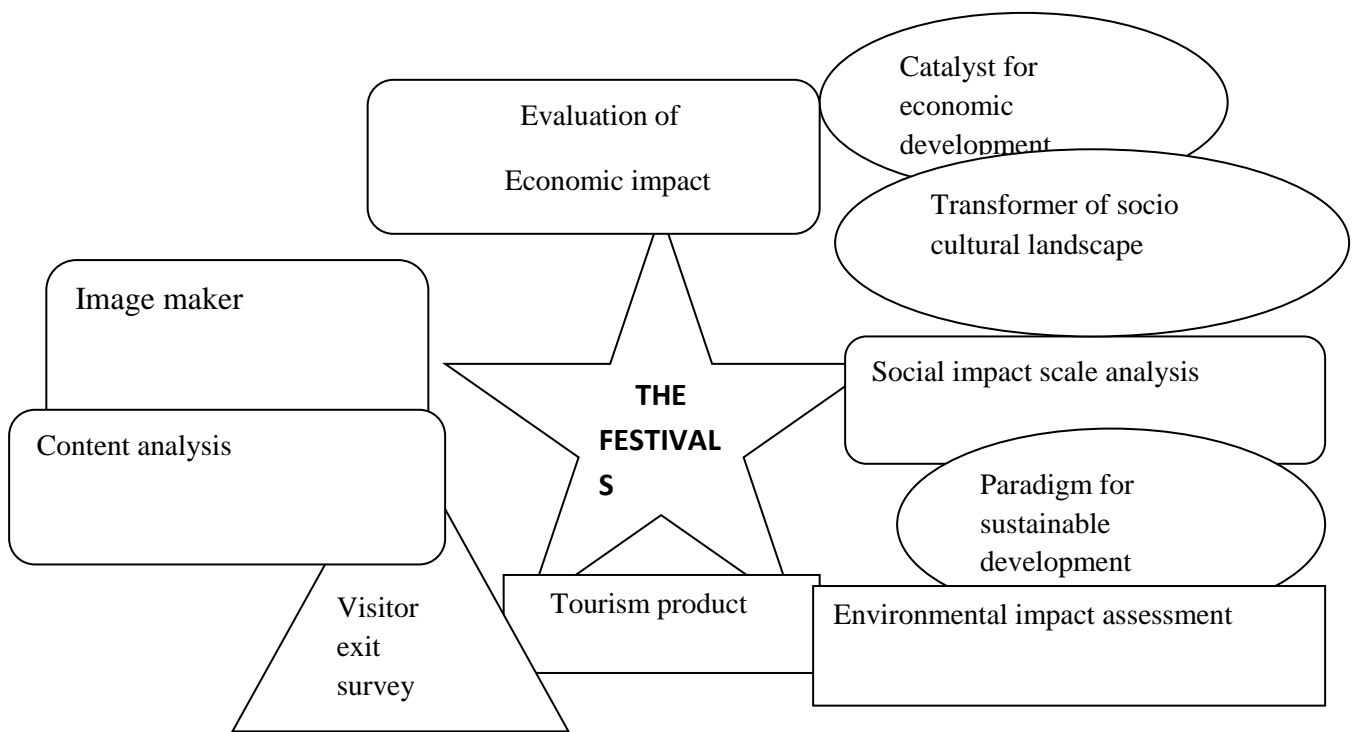 Evaluation of
Economic impact
Catalyst for
economic
development
Transformer of socio
cultural landscape
Image maker
Social impact scale analysis
THE
FESTIVAL
S
Content analysis
Paradigm for
sustainable
development
Visitor
exit
survey
Tourism product
Environmental impact assessment